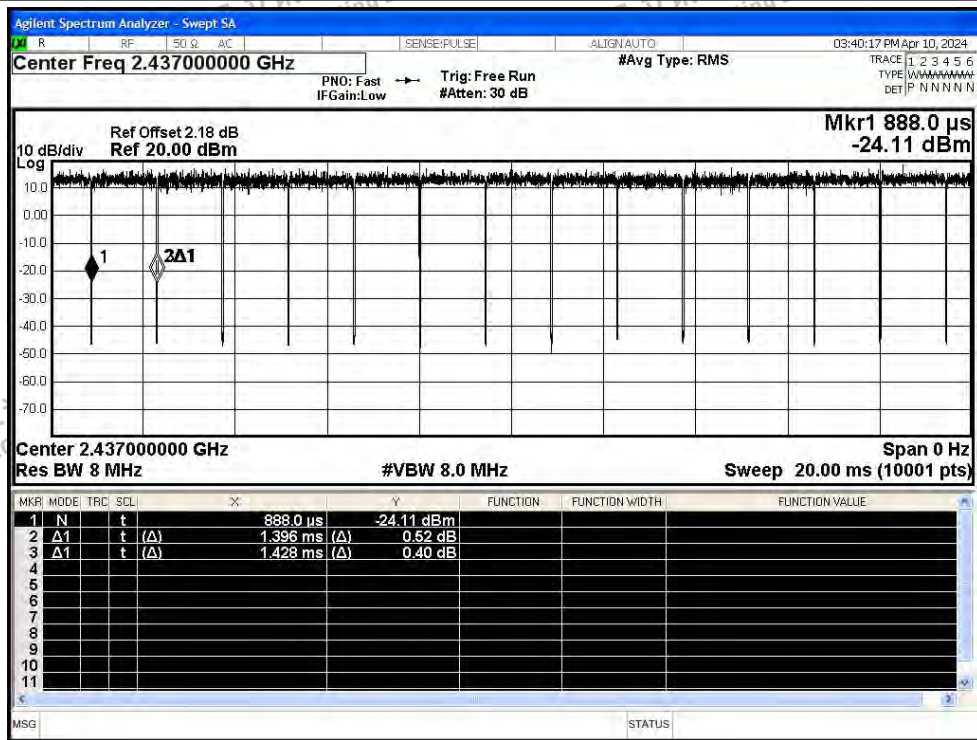 Agilent Spectrum Analyzer - Swept SA
LXI R RF 50 Ω AC SENSE:PULSE ALIGN AUTO 03:40:17 PM Apr 10, 2024
Center Freq 2.437000000 GHz #Avg Type: RMS TRACE 1 2 3 4 5 6
PNO: Fast Trig: Free Run TYPE WWWWWW
IFGain:Low #Atten: 30 dB DET P N N N N N
Mkr1 888.0 µs
Ref Offset 2.18 dB
10 dB/div Ref 20.00 dBm -24.11 dBm
Log
10.0
0.00
-10.0
1 2Δ1
-20.0
-30.0
-40.0
-50.0
-60.0
-70.0
Center 2.437000000 GHz Span 0 Hz
Res BW 8 MHz #VBW 8.0 MHz Sweep 20.00 ms (10001 pts)
MKR MODE TRC SCL X Y FUNCTION FUNCTION WIDTH FUNCTION VALUE
1 N t 888.0 µs -24.11 dBm
2 Δ1 t (Δ) 1.396 ms (Δ) 0.52 dB
3 Δ1 t (Δ) 1.428 ms (Δ) 0.40 dB
4
5
6
7
8
9
10
11
MSG STATUS